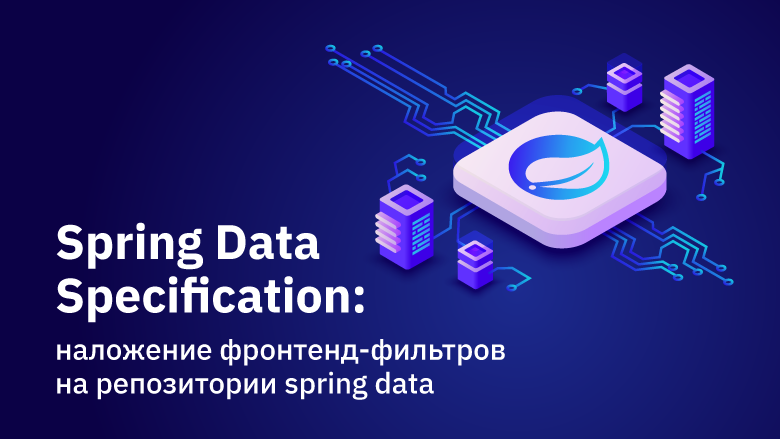 Spring Data
Specification:
наложение фронтенд-фильтров
на репозитории spring data